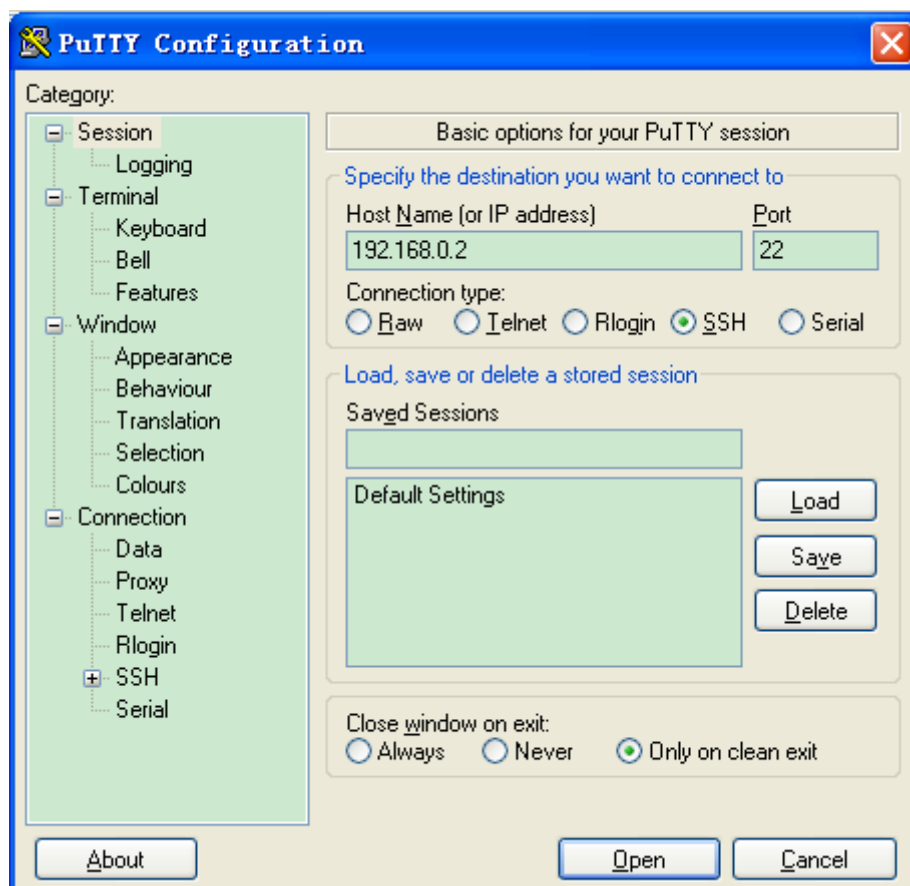 PuTTY Configuration
Category:
Session
Logging
Terminal
Keyboard
Bell
Features
Window
Appearance
Behaviour
Translation
Selection
Colours
Connection
Data
Proxy
Telnet
Rlogin
SSH
Serial
Basic options for your PuTTY session
Specify the destination you want to connect to
Host Name (or IP address) Port
192.168.0.2 22
Connection type:
Raw Telnet Rlogin SSH Serial
Load, save or delete a stored session
Saved Sessions
Default Settings
Load
Save
Delete
Close window on exit:
Always Never Only on clean exit
About Open Cancel